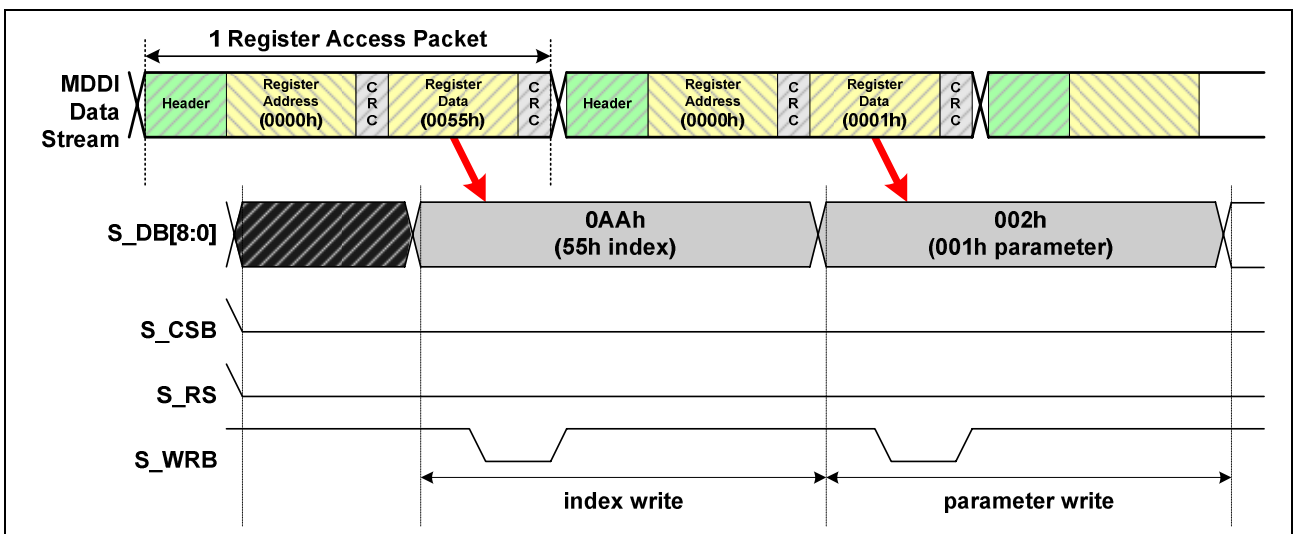 1 Register Access Packet
MDDI
Data
Stream
Header
Register
Address
(0000h)
C
R
C
Register
Data
(0055h)
C
R
C
Header
Register
Address
(0000h)
C
R
C
Register
Data
(0001h)
C
R
C
S_DB[8:0]
0AAh
(55h index)
002h
(001h parameter)
S_CSB
S_RS
S_WRB
index write
parameter write